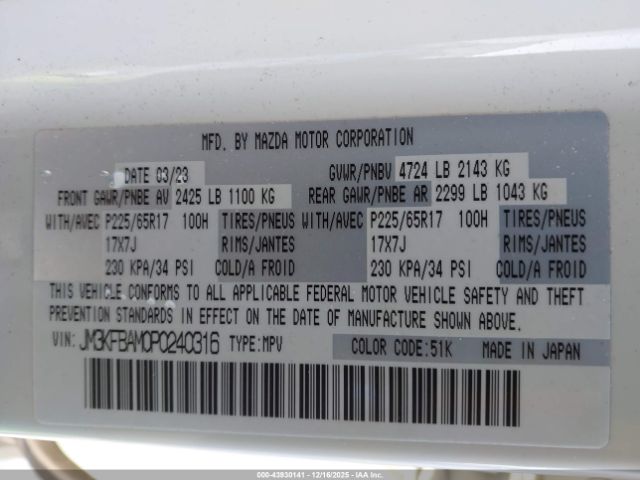 MFD. BY MAZDA MOTOR CORPORATION
DATE 03/23 GVWR/PNBV 4724 LB 2143 KG
FRONT GAWR/PNBE AV 2425 LB 1100 KG REAR GAWR/PNBE AR 2299 LB 1043 KG
WITH/AVEC P225/65R17 100H TIRES/PNEUS WITH/AVEC P225/65R17 100H TIRES/PNEUS
17X7J RIMS/JANTES 17X7J RIMS/JANTES
230 KPA/34 PSI COLD/A FROID 230 KPA/34 PSI COLD/A FROID
THIS VEHICLE CONFORMS TO ALL APPLICABLE FEDERAL MOTOR VEHICLE SAFETY AND THEFT
PREVENTION STANDARDS IN EFFECT ON THE DATE OF MANUFACTURE SHOWN ABOVE.
VIN: JM3KFBAM0P0240316 TYPE:MPV COLOR CODE:51K MADE IN JAPAN
000-43930141 - 12/16/2025 - IAAI.CA